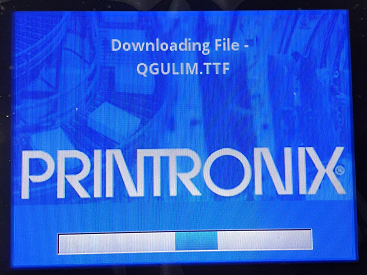 Downloading File -
QGULIM.TTF
PRINTRONIX®